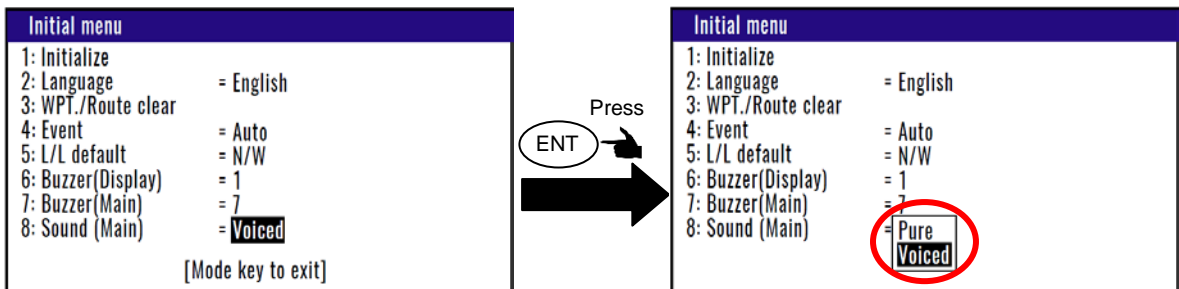 Initial menu
1: Initialize
2: Language = English
3: WPT./Route clear
4: Event = Auto
5: L/L default = N/W
6: Buzzer(Display) = 1
7: Buzzer(Main) = 7
8: Sound (Main) = Voiced
[Mode key to exit]
Press
ENT
Initial menu
1: Initialize
2: Language = English
3: WPT./Route clear
4: Event = Auto
5: L/L default = N/W
6: Buzzer(Display) = 1
7: Buzzer(Main) = 7
8: Sound (Main) = Pure
Voiced